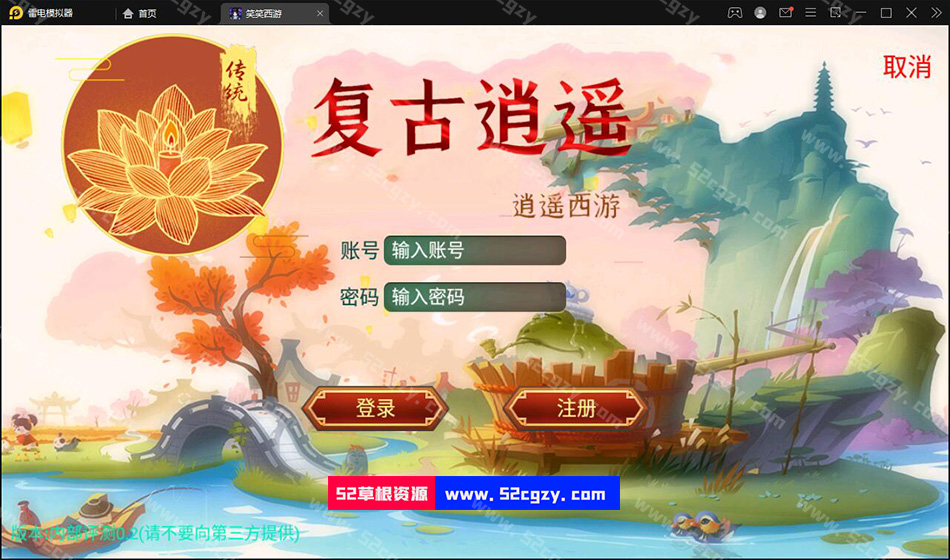 雷电模拟器
首页
笑笑西游
取消
传统
复古逍遥
逍遥西游
账号
输入账号
密码
输入密码
登录
注册
52草根资源
www.52cgzy.com
版本:内部评测0.2(请不要向第三方提供)